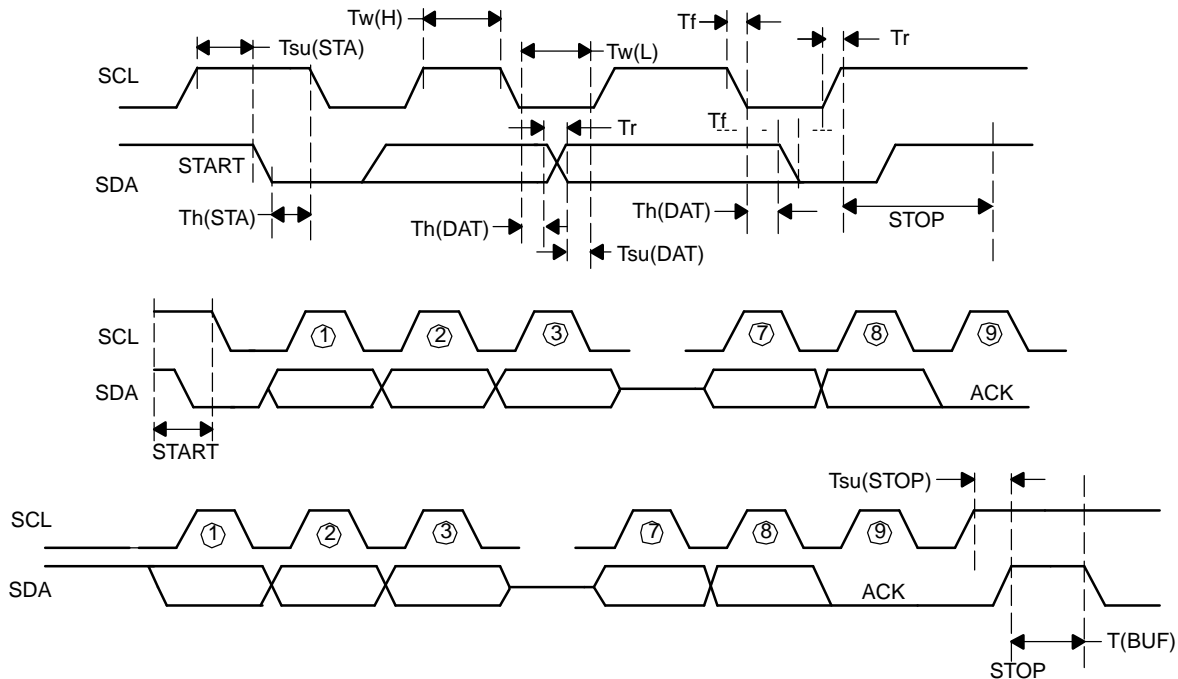 Tw(H)
Tf
Tsu(STA)
Tw(L)
Tr
SCL
Tr
Tf
START
SDA
Th(STA)
Th(DAT)
Th(DAT)
STOP
Tsu(DAT)
SCL
1 2 3 7 8 9
SDA
ACK
START
Tsu(STOP)
SCL
1 2 3 7 8 9
SDA
ACK
T(BUF)
STOP